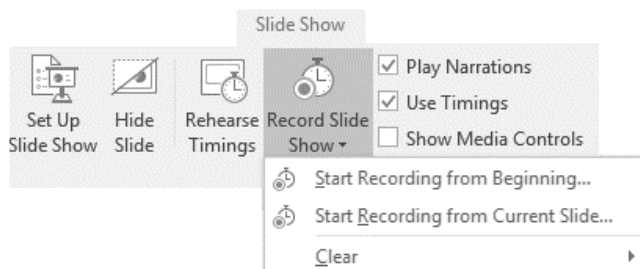 Slide Show
Set Up
Slide Show
Hide
Slide
Rehearse
Timings
Record Slide
Show
Play Narrations
Use Timings
Show Media Controls
Start Recording from Beginning...
Start Recording from Current Slide...
Clear